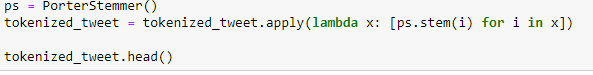 ps = PorterStemmer()
tokenized_tweet = tokenized_tweet.apply(lambda x: [ps.stem(i) for i in x])
tokenized_tweet.head()